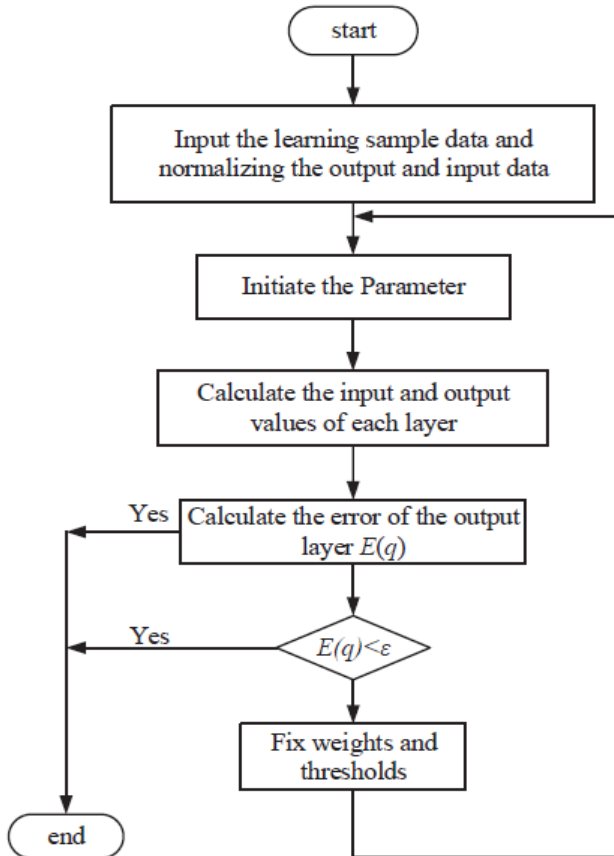 start
Input the learning sample data and
normalizing the output and input data
Initiate the Parameter
Calculate the input and output
values of each layer
Yes
Calculate the error of the output
layer E(q)
Yes
E(q)<ε
Fix weights and
thresholds
end